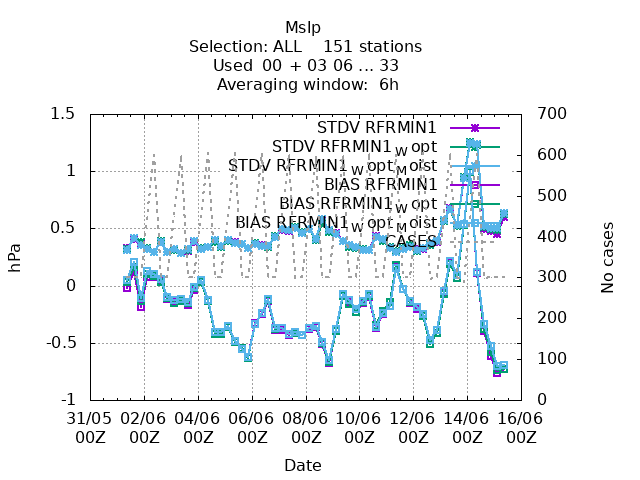 Mslp
Selection: ALL    151 stations
Used  00 + 03 06 ... 33
Averaging window:  6h
1.5 700
STDV RFRMIN1
STDV RFRMIN1_W opt
STDV RFRMIN1_W opt_M oist
BIAS RFRMIN1
BIAS RFRMIN1_W opt
BIAS RFRMIN1_W opt_M oist
CASES
1 600
0.5 500
400
0 300
-0.5 200
100
-1 0
hPa
No cases
31/05 02/06 04/06 06/06 08/06 10/06 12/06 14/06 16/06
00Z 00Z 00Z 00Z 00Z 00Z 00Z 00Z 00Z
Date